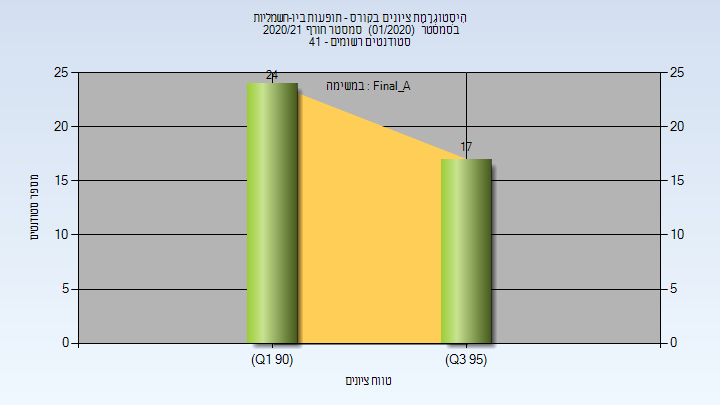 הִיסְטוֹגְרָמַת ציונים בקורס - תופעות ביו-חשמליות
בסמסטר (01/2020) סמסטר חורף 2020/21
סטודנטים רשומים - 41
במשימה : Final_A
24
17
25
20
15
10
5
0
25
20
15
10
5
0
מספר סטודנטים
(Q1 90)
(Q3 95)
טווח ציונים